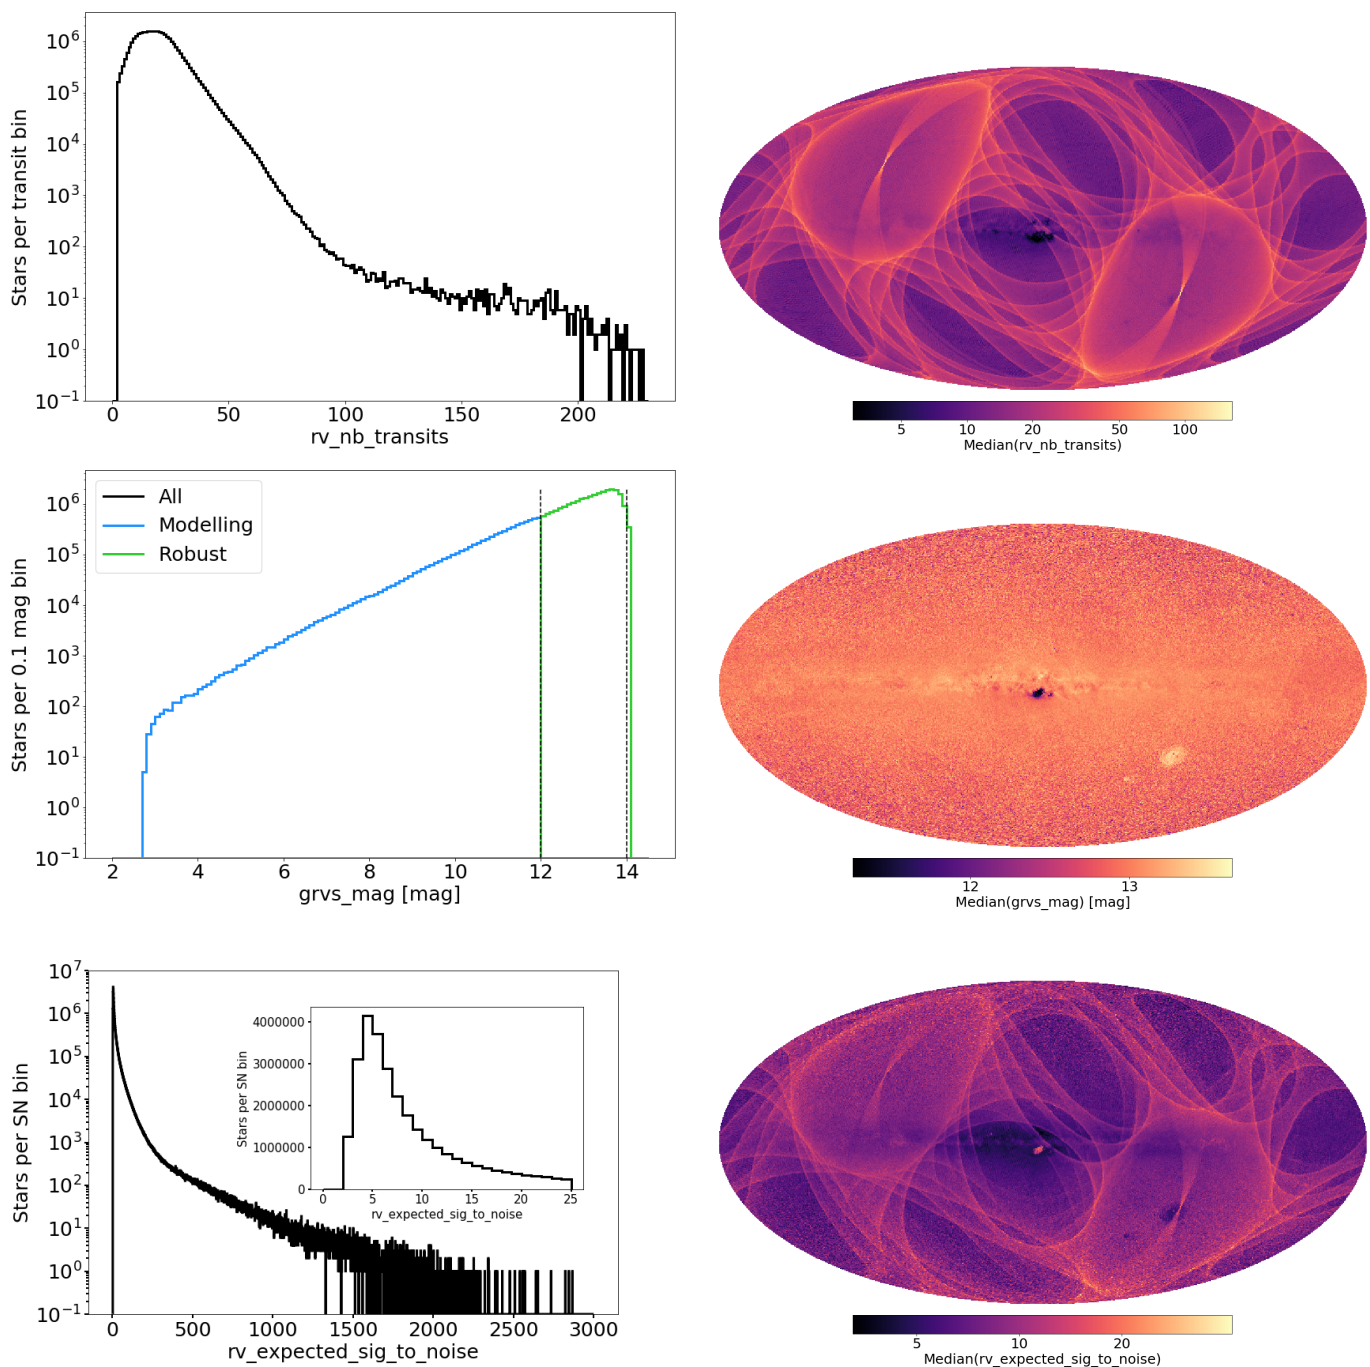 Stars per transit bin
10^6
10^5
10^4
10^3
10^2
10^1
10^0
10^−1
0 50 100 150 200
rv_nb_transits
5 10 20 50 100
Median(rv_nb_transits)
Stars per 0.1 mag bin
10^6
10^5
10^4
10^3
10^2
10^1
10^0
10^−1
All
Modelling
Robust
2 4 6 8 10 12 14
grvs_mag [mag]
12 13
Median(grvs_mag) [mag]
Stars per SN bin
10^7
10^6
10^5
10^4
10^3
10^2
10^1
10^0
10^−1
0 500 1000 1500 2000 2500 3000
rv_expected_sig_to_noise
Stars per SN bin
4000000
3000000
2000000
1000000
0
0 5 10 15 20 25
rv_expected_sig_to_noise
5 10 20
Median(rv_expected_sig_to_noise)